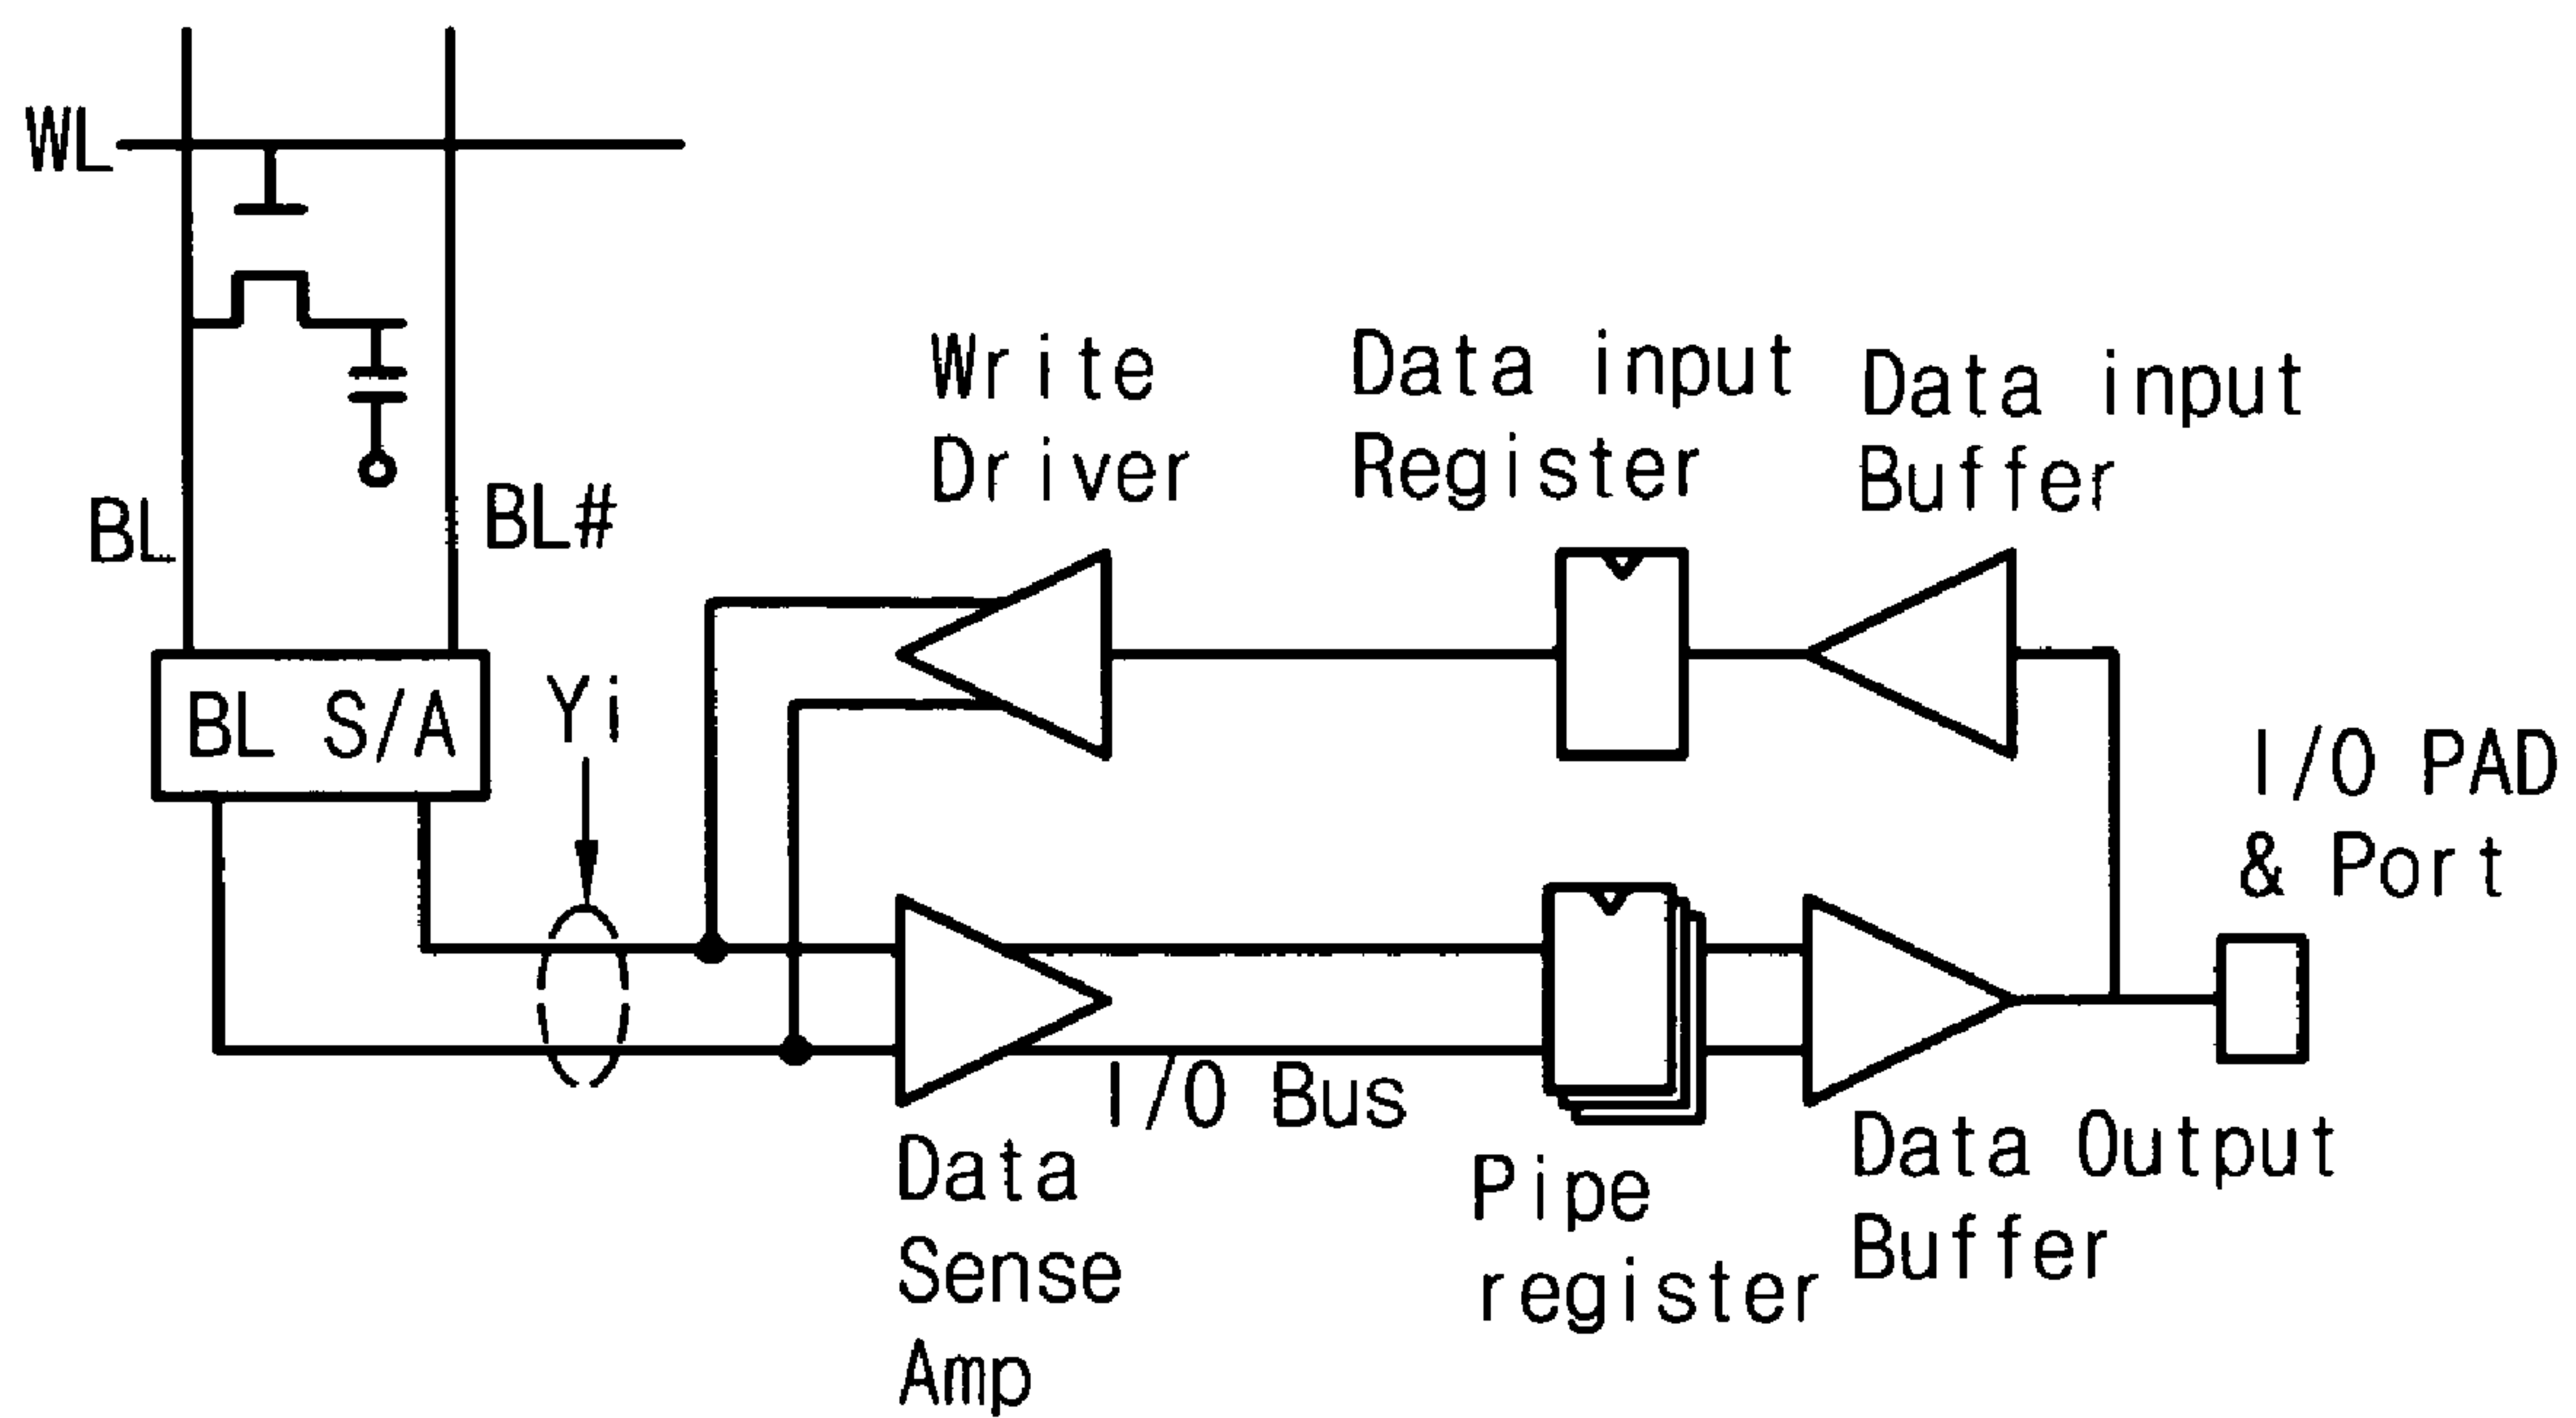 WL
BL
BL#
BL S/A
Yi
Write
Driver
Data input
Register
Data input
Buffer
I/O PAD
& Port
I/O Bus
Data
Sense
Amp
Pipe
register
Data Output
Buffer